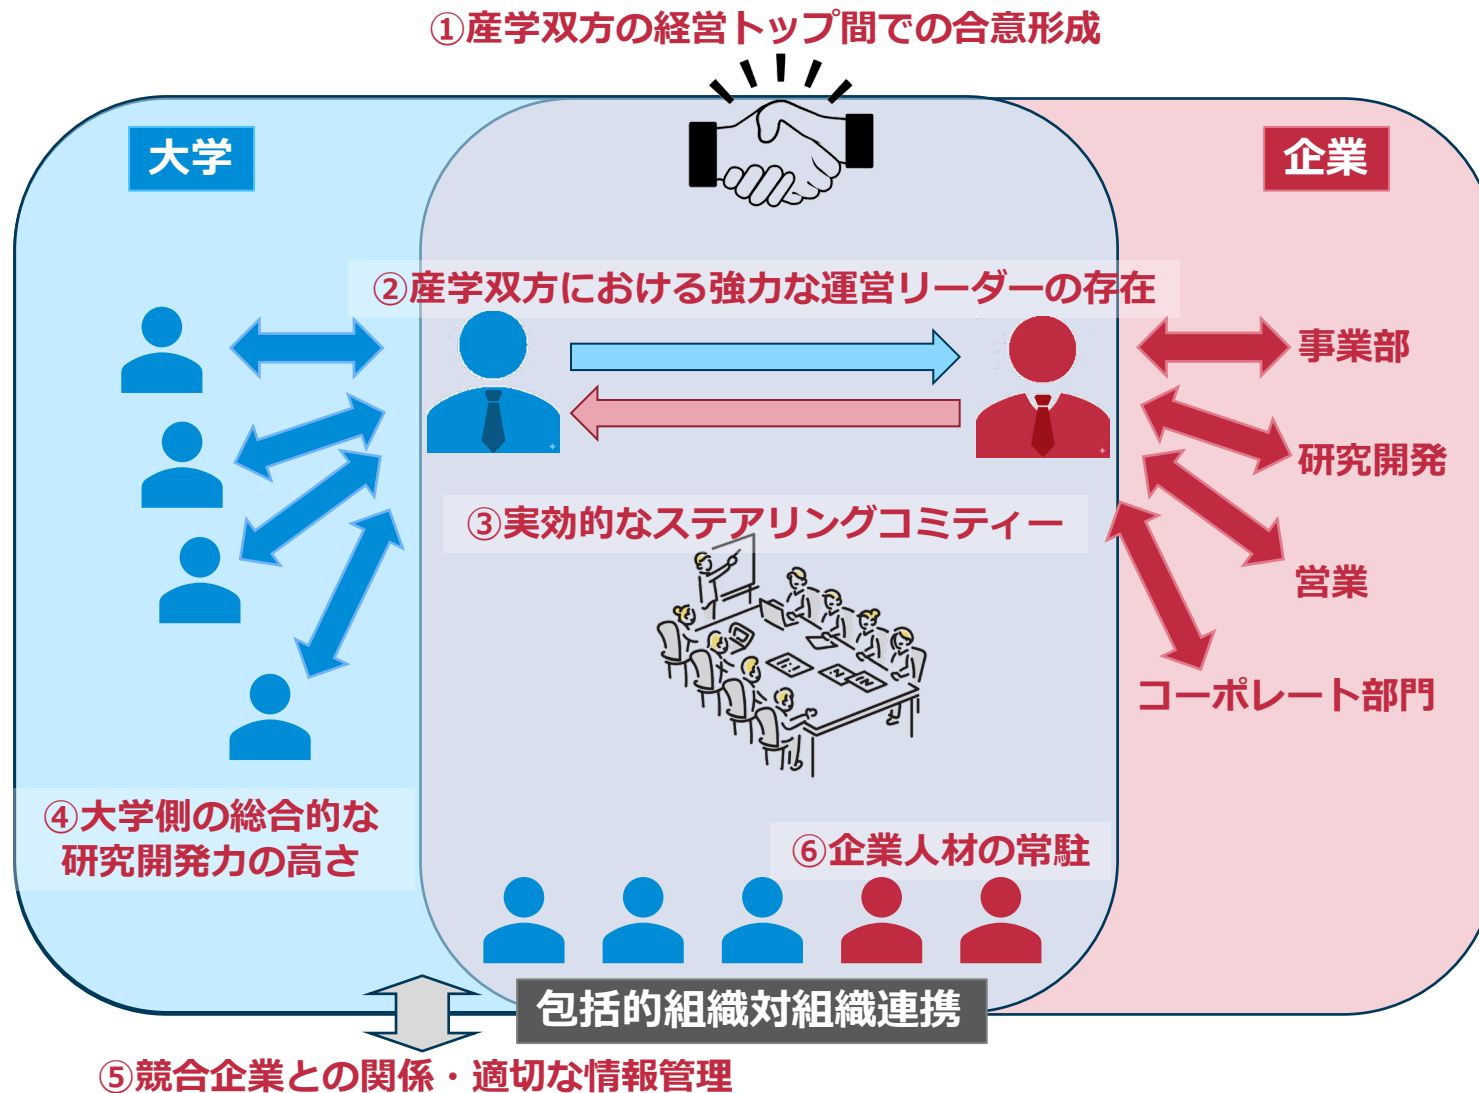 ①産学双方の経営トップ間での合意形成
大学
企業
②産学双方における強力な運営リーダーの存在
事業部
研究開発
③実効的なステアリングコミティー
営業
コーポレート部門
④大学側の総合的な
研究開発力の高さ
⑥企業人材の常駐
包括的組織対組織連携
⑤競合企業との関係・適切な情報管理